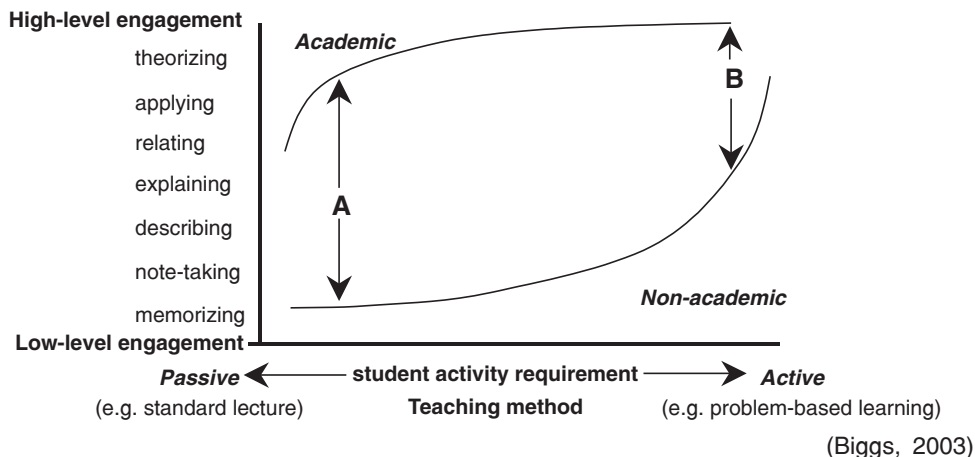 High-level engagement
Academic
theorizing
B
applying
relating
explaining
A
describing
note-taking
Non-academic
memorizing
Low-level engagement
Passive student activity requirement Active
(e.g. standard lecture) Teaching method (e.g. problem-based learning)
(Biggs, 2003)